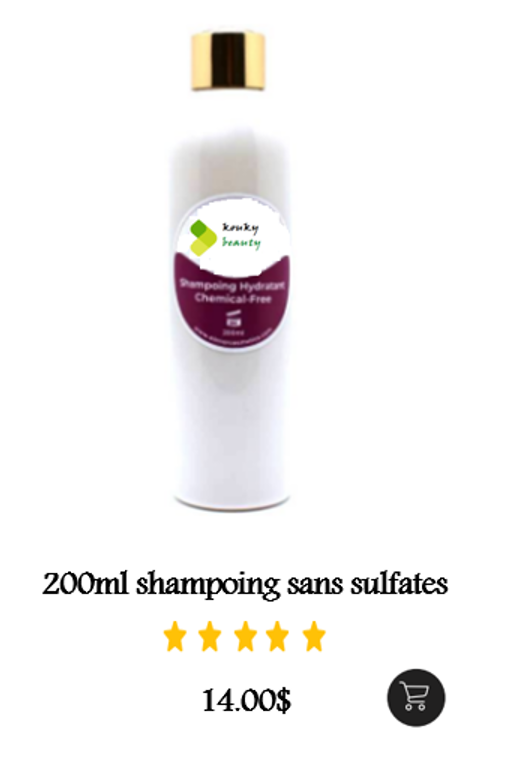 kouky
beauty
Shampoing Hydratant
Chemical-Free
200ml shampoing sans sulfates
14.00$